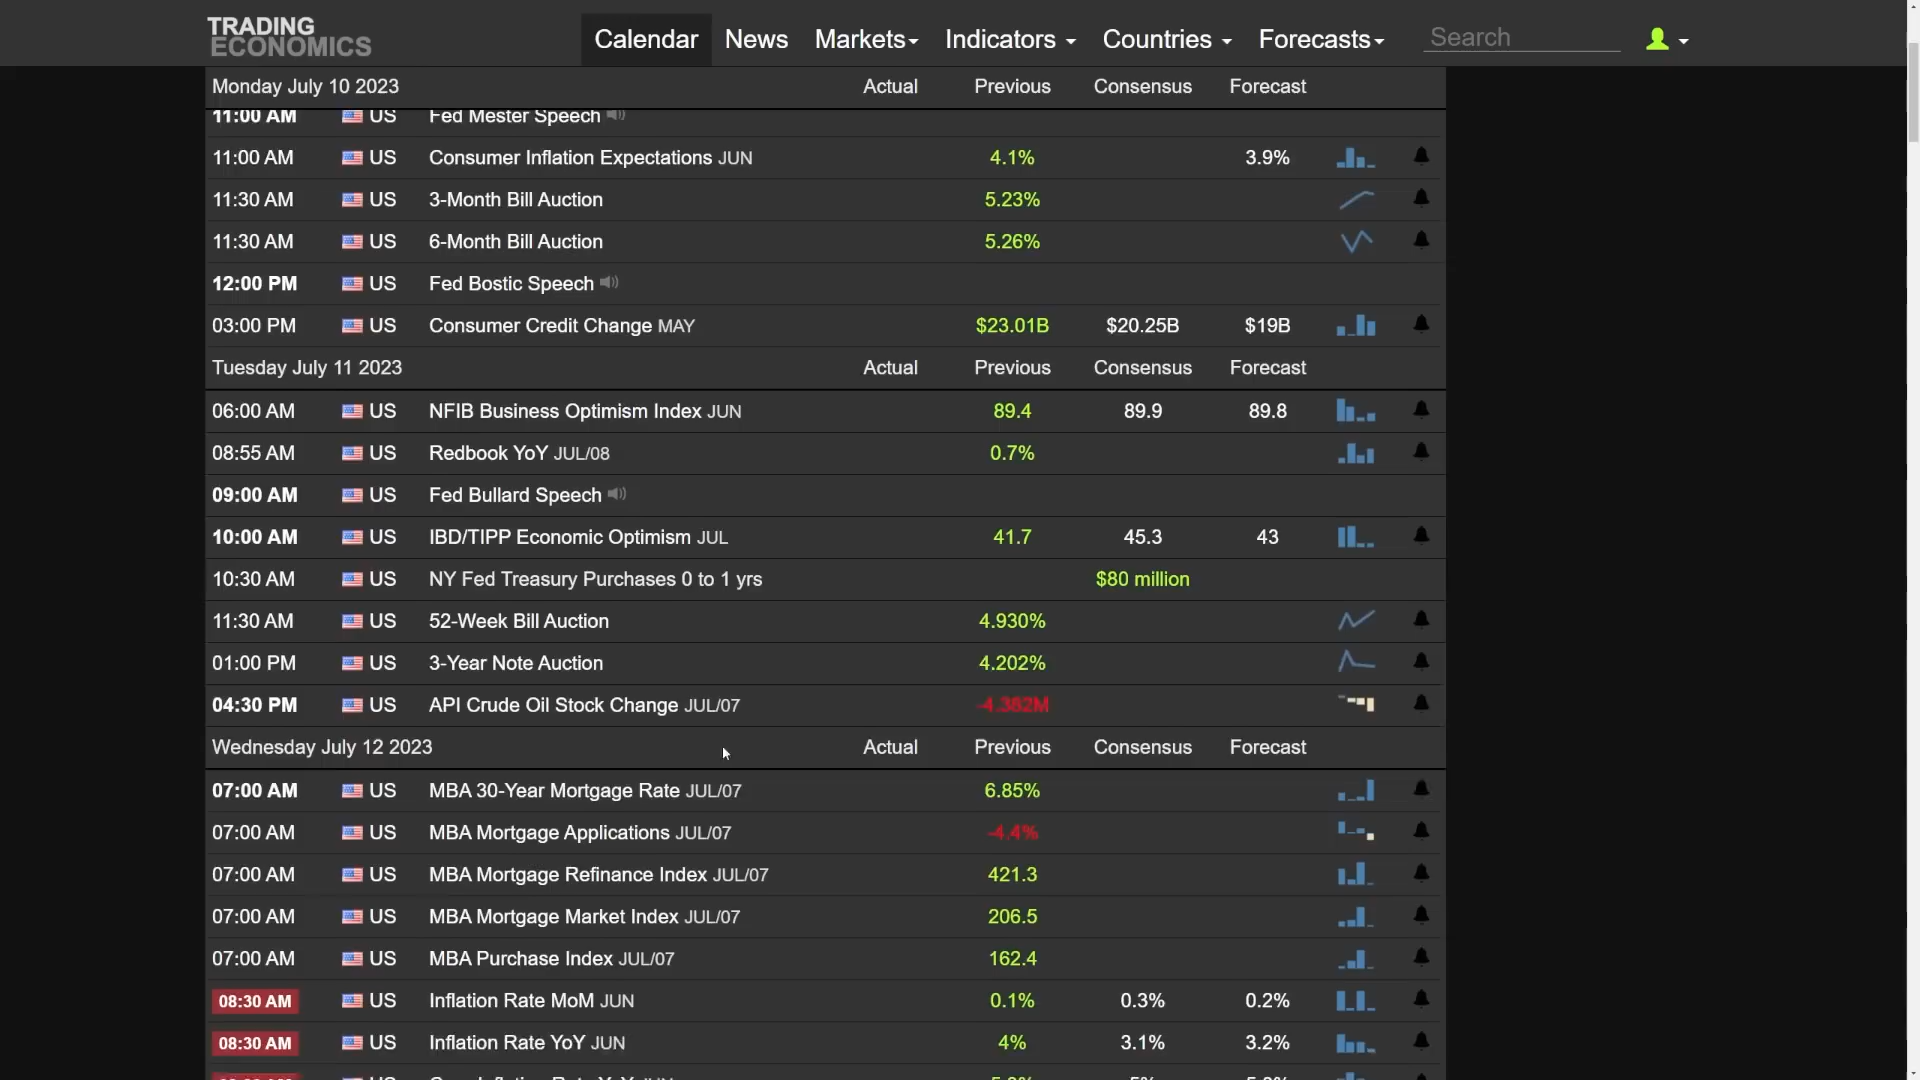 TRADING
ECONOMICS
Calendar News Markets Indicators Countries Forecasts Search
Monday July 10 2023 Actual Previous Consensus Forecast
11:00 AM US Fed Mester Speech
11:00 AM US Consumer Inflation Expectations JUN 4.1% 3.9%
11:30 AM US 3-Month Bill Auction 5.23%
11:30 AM US 6-Month Bill Auction 5.26%
12:00 PM US Fed Bostic Speech
03:00 PM US Consumer Credit Change MAY $23.01B $20.25B $19B
Tuesday July 11 2023 Actual Previous Consensus Forecast
06:00 AM US NFIB Business Optimism Index JUN 89.4 89.9 89.8
08:55 AM US Redbook YoY JUL/08 0.7%
09:00 AM US Fed Bullard Speech
10:00 AM US IBD/TIPP Economic Optimism JUL 41.7 45.3 43
10:30 AM US NY Fed Treasury Purchases 0 to 1 yrs $80 million
11:30 AM US 52-Week Bill Auction 4.930%
01:00 PM US 3-Year Note Auction 4.202%
04:30 PM US API Crude Oil Stock Change JUL/07 -4.382M
Wednesday July 12 2023 Actual Previous Consensus Forecast
07:00 AM US MBA 30-Year Mortgage Rate JUL/07 6.85%
07:00 AM US MBA Mortgage Applications JUL/07 -4.4%
07:00 AM US MBA Mortgage Refinance Index JUL/07 421.3
07:00 AM US MBA Mortgage Market Index JUL/07 206.5
07:00 AM US MBA Purchase Index JUL/07 162.4
08:30 AM US Inflation Rate MoM JUN 0.1% 0.3% 0.2%
08:30 AM US Inflation Rate YoY JUN 4% 3.1% 3.2%